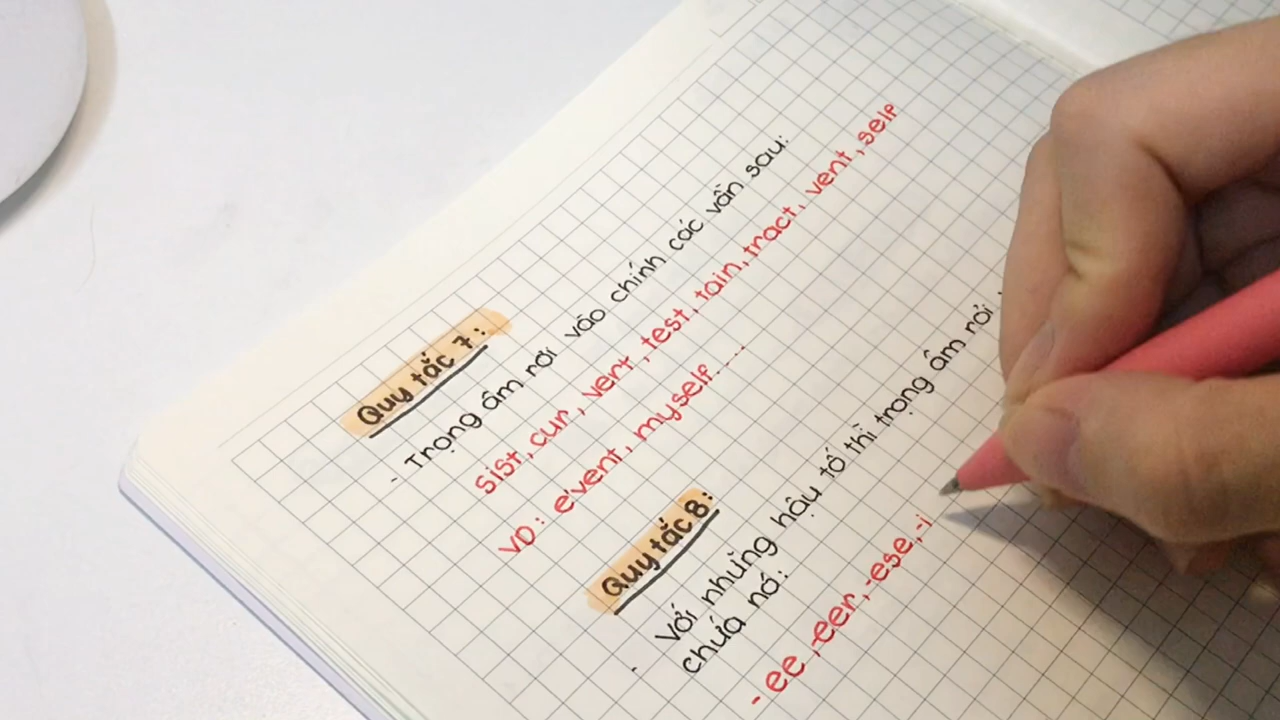 Quy tắc 7:
- Trọng âm rơi vào chính các vần sau:
sist, cur, vert, test, tain, tract, vent, self
VD: event, myself....
Quy tắc 8:
- Với những hậu tố thì trọng âm rơi
chứa nó:
- ee, -eer, -ese, -i